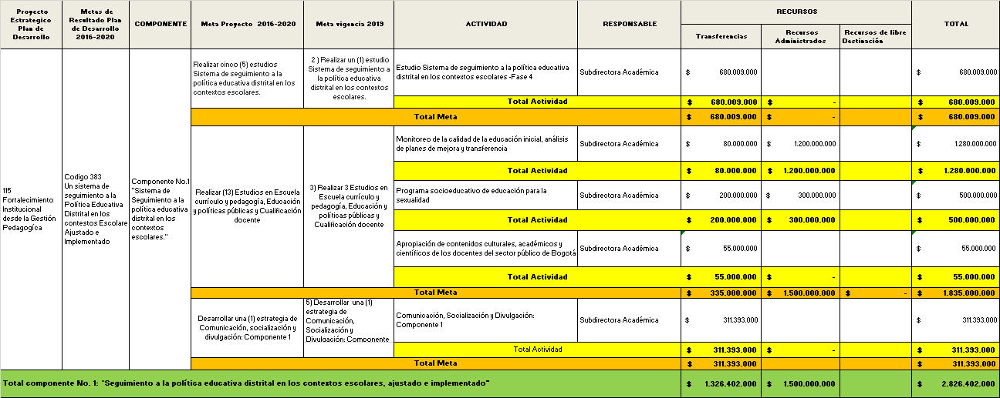 Proyecto
Estrategico
Plan de
Desarrollo
Metas de
Resultado Plan
de Desarrollo
2016-2020
COMPONENTE
Meta Proyecto 2016-2020
Meta vigencia 2019
ACTIVIDAD
RESPONSABLE
RECURSOS
Transferencias
Recursos
Administrados
Recursos de libre
Destinación
TOTAL
115
Fortalecimiento
Institucional
desde la Gestión
Pedagogíca
Codigo 383
Un sistema de
seguimiento a la
Política Educativa
Distrital en los
contestos Escolare
Ajustado e
Implementado
Componente No.1
"Sistema de
Seguimiento a la
política educativa
distrital en los
contextos
escolares."
Realizar cinco (5) estudios
Sistema de seguimiento a la
política educativa distrital en los
contextos escolares.
2 ) Realizar un (1) estudio
Sistema de seguimiento a
la política educativa
distrital en los contextos
escolares.
Estudio Sistema de seguimiento a la política educativa
distrital en los contextos escolares -Fase 4
Subdirectora Académica
$ 680.009.000
$ 680.009.000
Total Actividad $ 680.009.000 $ - $ 680.009.000
Total Meta $ 680.009.000 $ - $ 680.009.000
Realizar (13) Estudios en Escuela
currículo y pedagogía, Educación
y políticas públicas y Cualificación
docente
3) Realizar 3 Estudios en
Escuela currículo y
pedagogía, Educación y
políticas públicas y
Cualificación docente
Monitoreo de la calidad de la educación inicial, análisis
de planes de mejora y transferencia
Subdirectora Académica
$ 80.000.000 $ 1.200.000.000 $ 1.280.000.000
Total Actividad $ 80.000.000 $ 1.200.000.000 $ 1.280.000.000
Programa socioeducativo de educación para la
sexualidad
Subdirectora Académica
$ 200.000.000 $ 300.000.000 $ 500.000.000
Total Actividad $ 200.000.000 $ 300.000.000 $ 500.000.000
Apropiación de contenidos culturales, académicos y
científicos de los docentes del sector público de Bogotá
Subdirectora Académica
$ 55.000.000 $ 55.000.000
Total Actividad $ 55.000.000 $ - $ 55.000.000
Total Meta $ 335.000.000 $ 1.500.000.000 $ - $ 1.835.000.000
Desarrollar una (1) estrategia de
Comunicación, socialización y
divulgación: Componente 1
5) Desarrollar una (1)
estrategia de
Comunicación,
Socialización y
Divulgación: Componente
Comunicación, Socialización y Divulgación:
Componente 1
Subdirectora Académica
$ 311.393.000 $ 311.393.000
Total Actividad $ 311.393.000 $ - $ 311.393.000
Total Meta $ 311.393.000 $ 311.393.000
Total componente No. 1: "Seguimiento a la política educativa distrital en los contextos escolares, ajustado e implementado" $ 1.326.402.000 $ 1.500.000.000 $ 2.826.402.000